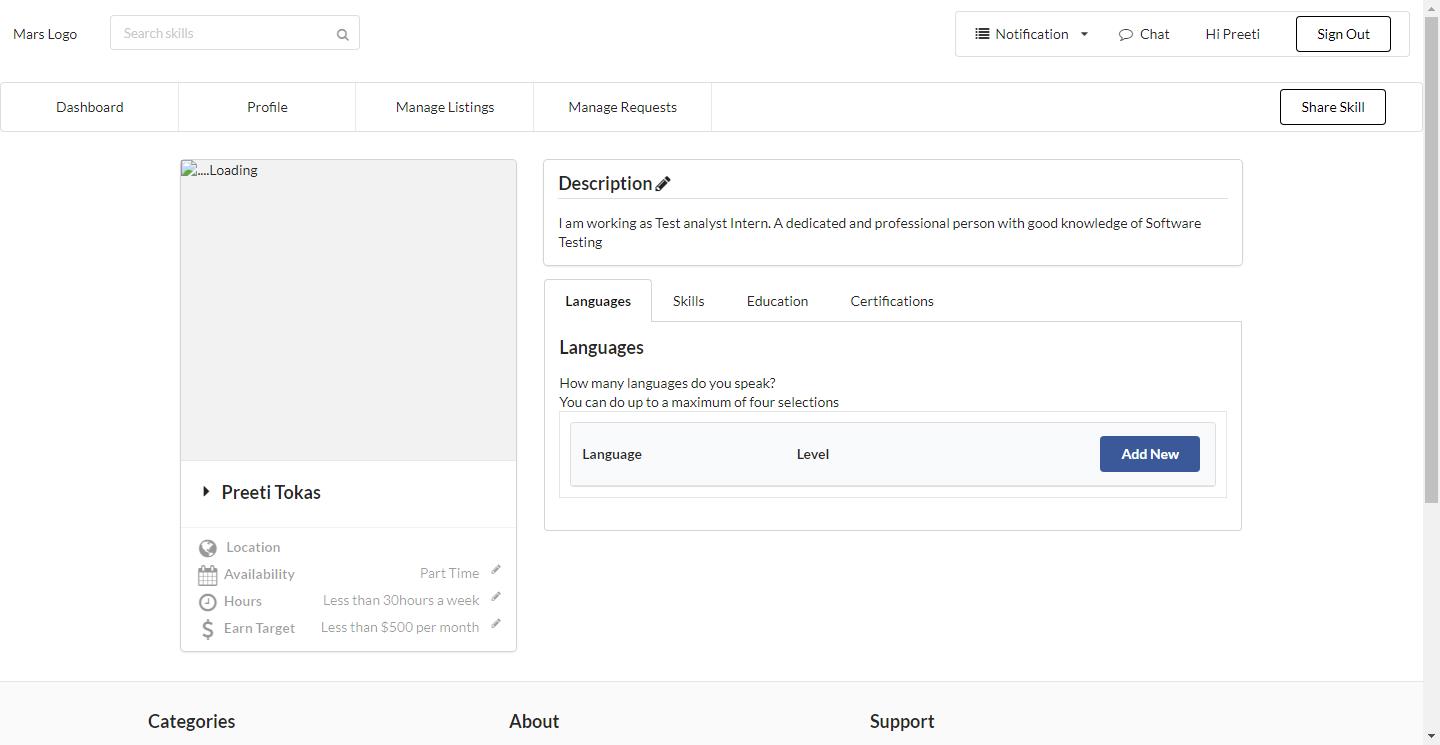 Mars Logo
Search skills
Notification
Chat
Hi Preeti
Sign Out
Dashboard
Profile
Manage Listings
Manage Requests
Share Skill
....Loading
Preeti Tokas
Location
Availability
Part Time
Hours
Less than 30hours a week
Earn Target
Less than $500 per month
Description
I am working as Test analyst Intern. A dedicated and professional person with good knowledge of Software
Testing
Languages
Skills
Education
Certifications
Languages
How many languages do you speak?
You can do up to a maximum of four selections
Language
Level
Add New
Categories
About
Support